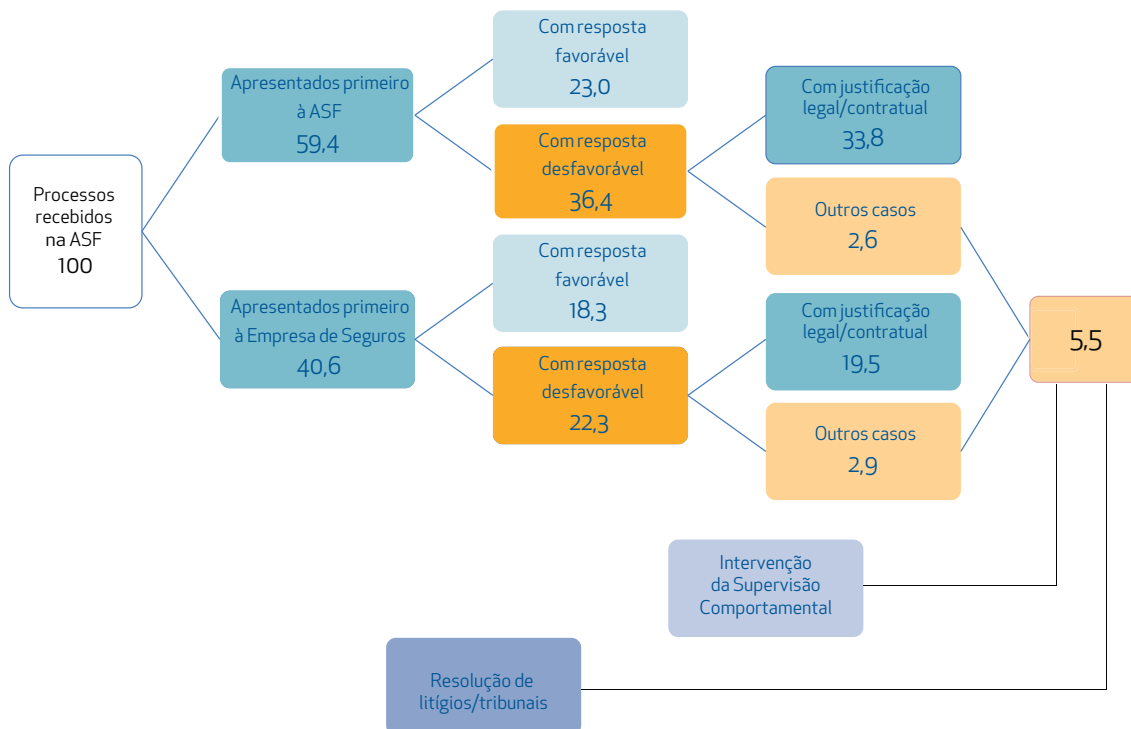 Processos
recebidos
na ASF
100
Apresentados primeiro
à ASF
59,4
Apresentados primeiro
à Empresa de Seguros
40,6
Com resposta
favorável
23,0
Com resposta
desfavorável
36,4
Com resposta
favorável
18,3
Com resposta
desfavorável
22,3
Com justificação
legal/contratual
33,8
Outros casos
2,6
Com justificação
legal/contratual
19,5
Outros casos
2,9
5,5
Intervenção
da Supervisão
Comportamental
Resolução de
litígios/tribunais